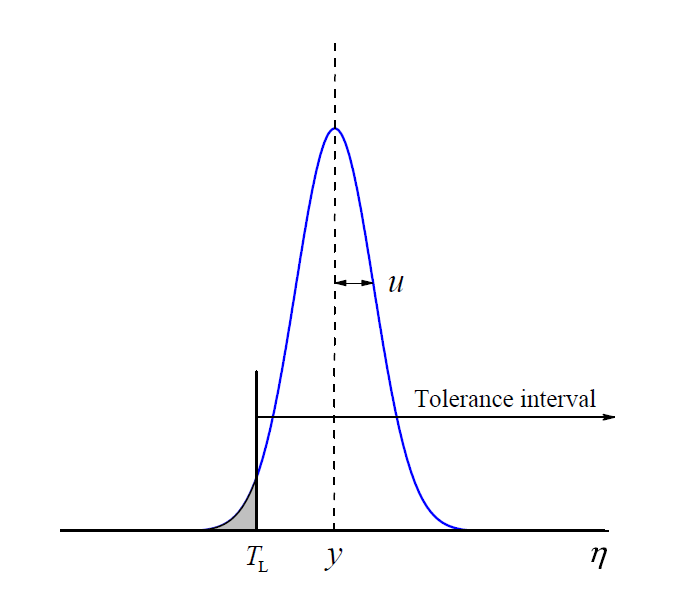 u
Tolerance interval
T_L y η